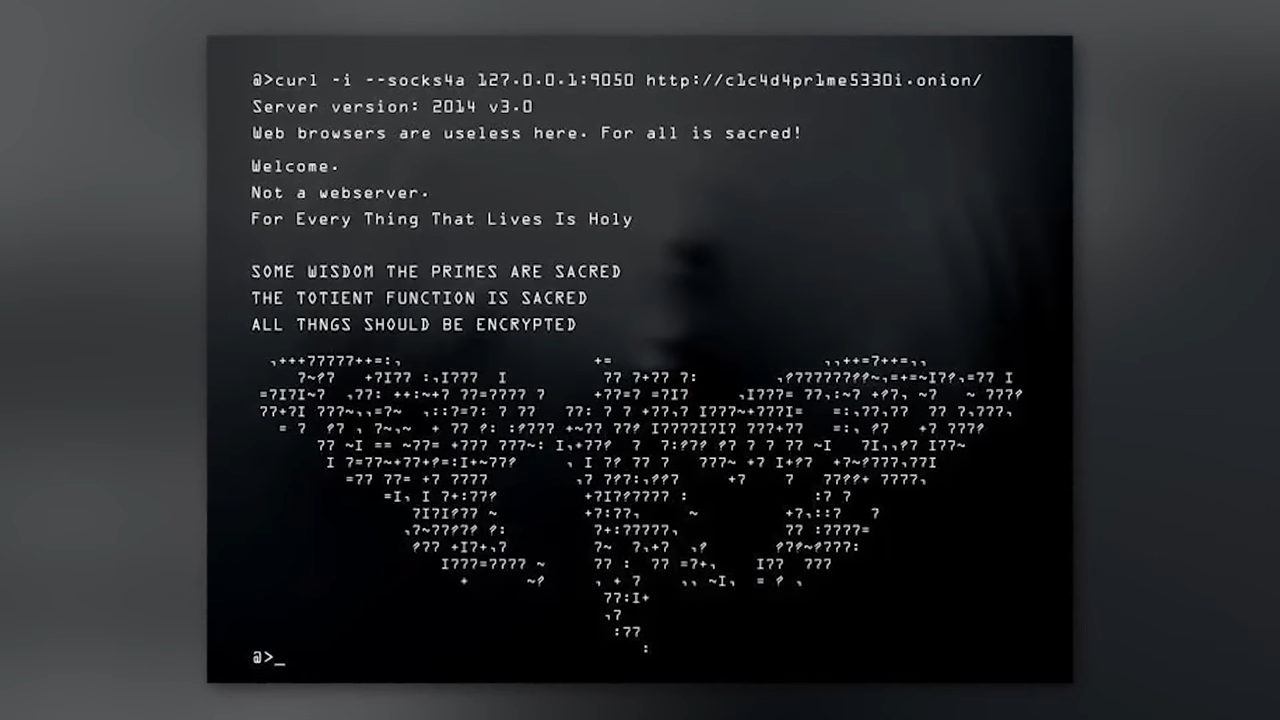 @>curl -i --socks4a 127.0.0.1:9050 http://c1c4d4pr1me5330i.onion/
Server version: 2014 v3.0
Web browsers are useless here. For all is sacred!
Welcome.
Not a webserver.
For Every Thing That Lives Is Holy
SOME WISDOM THE PRIMES ARE SACRED
THE TOTIENT FUNCTION IS SACRED
ALL THNGS SHOULD BE ENCRYPTED
@>_